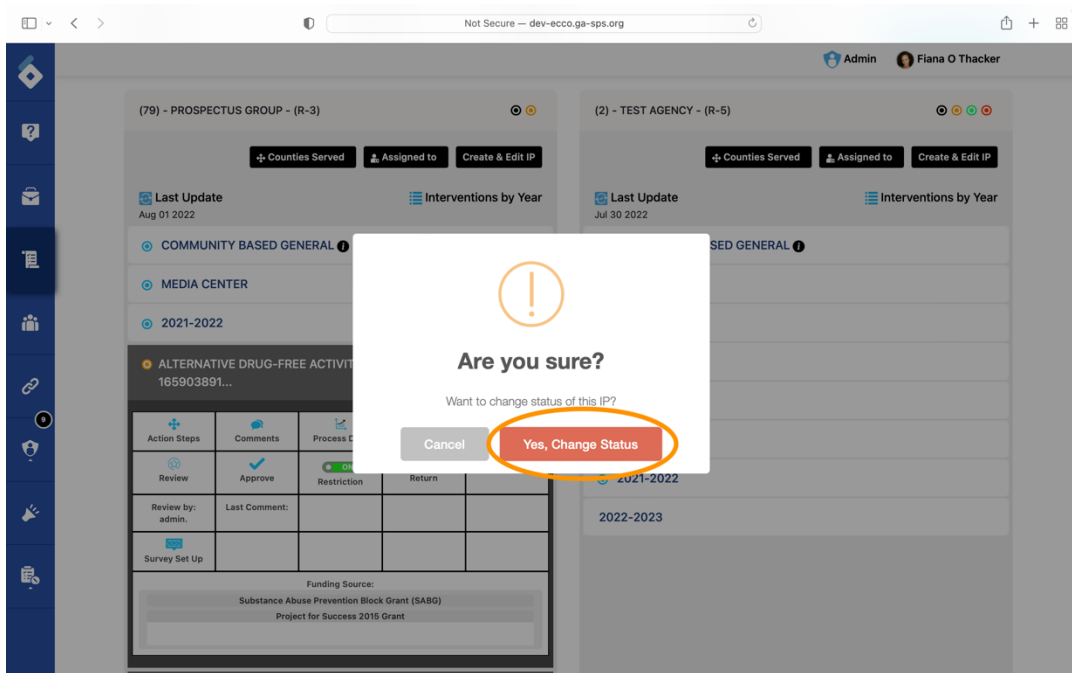 Not Secure — dev-ecco.ga-sps.org
Admin
Fiana O Thacker
(79) - PROSPECTUS GROUP - (R-3)
Counties Served
Assigned to
Create & Edit IP
Last Update
Aug 01 2022
Interventions by Year
COMMUNITY BASED GENERAL
MEDIA CENTER
2021-2022
ALTERNATIVE DRUG-FREE ACTIVIT
165903891...
Action Steps
Comments
Process D
Review
Approve
ON
Restriction
Return
Review by:
admin.
Last Comment:
Survey Set Up
Funding Source:
Substance Abuse Prevention Block Grant (SABG)
Project for Success 2015 Grant
(2) - TEST AGENCY - (R-5)
Counties Served
Assigned to
Create & Edit IP
Last Update
Jul 30 2022
Interventions by Year
SED GENERAL
2021-2022
2022-2023
Are you sure?
Want to change status of this IP?
Cancel
Yes, Change Status
9